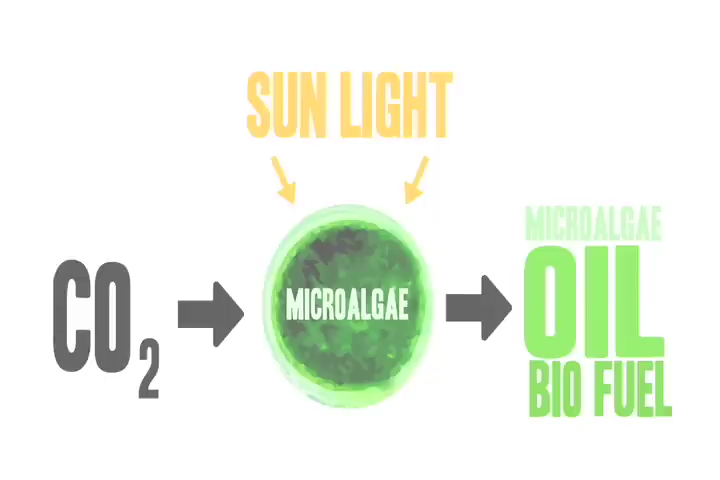 SUN LIGHT
CO₂
MICROALGAE
MICROALGAE
OIL
BIO FUEL